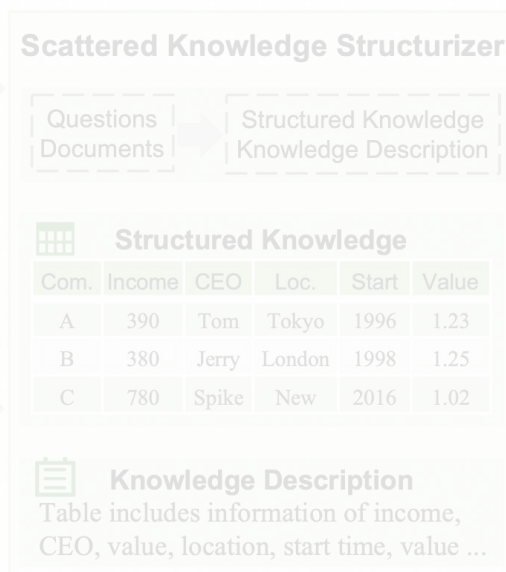 Scattered Knowledge Structurizer
Questions
Documents
Structured Knowledge
Knowledge Description
Structured Knowledge
Com. Income CEO Loc. Start Value
A 390 Tom Tokyo 1996 1.23
B 380 Jerry London 1998 1.25
C 780 Spike New 2016 1.02
Knowledge Description
Table includes information of income,
CEO, value, location, start time, value ...